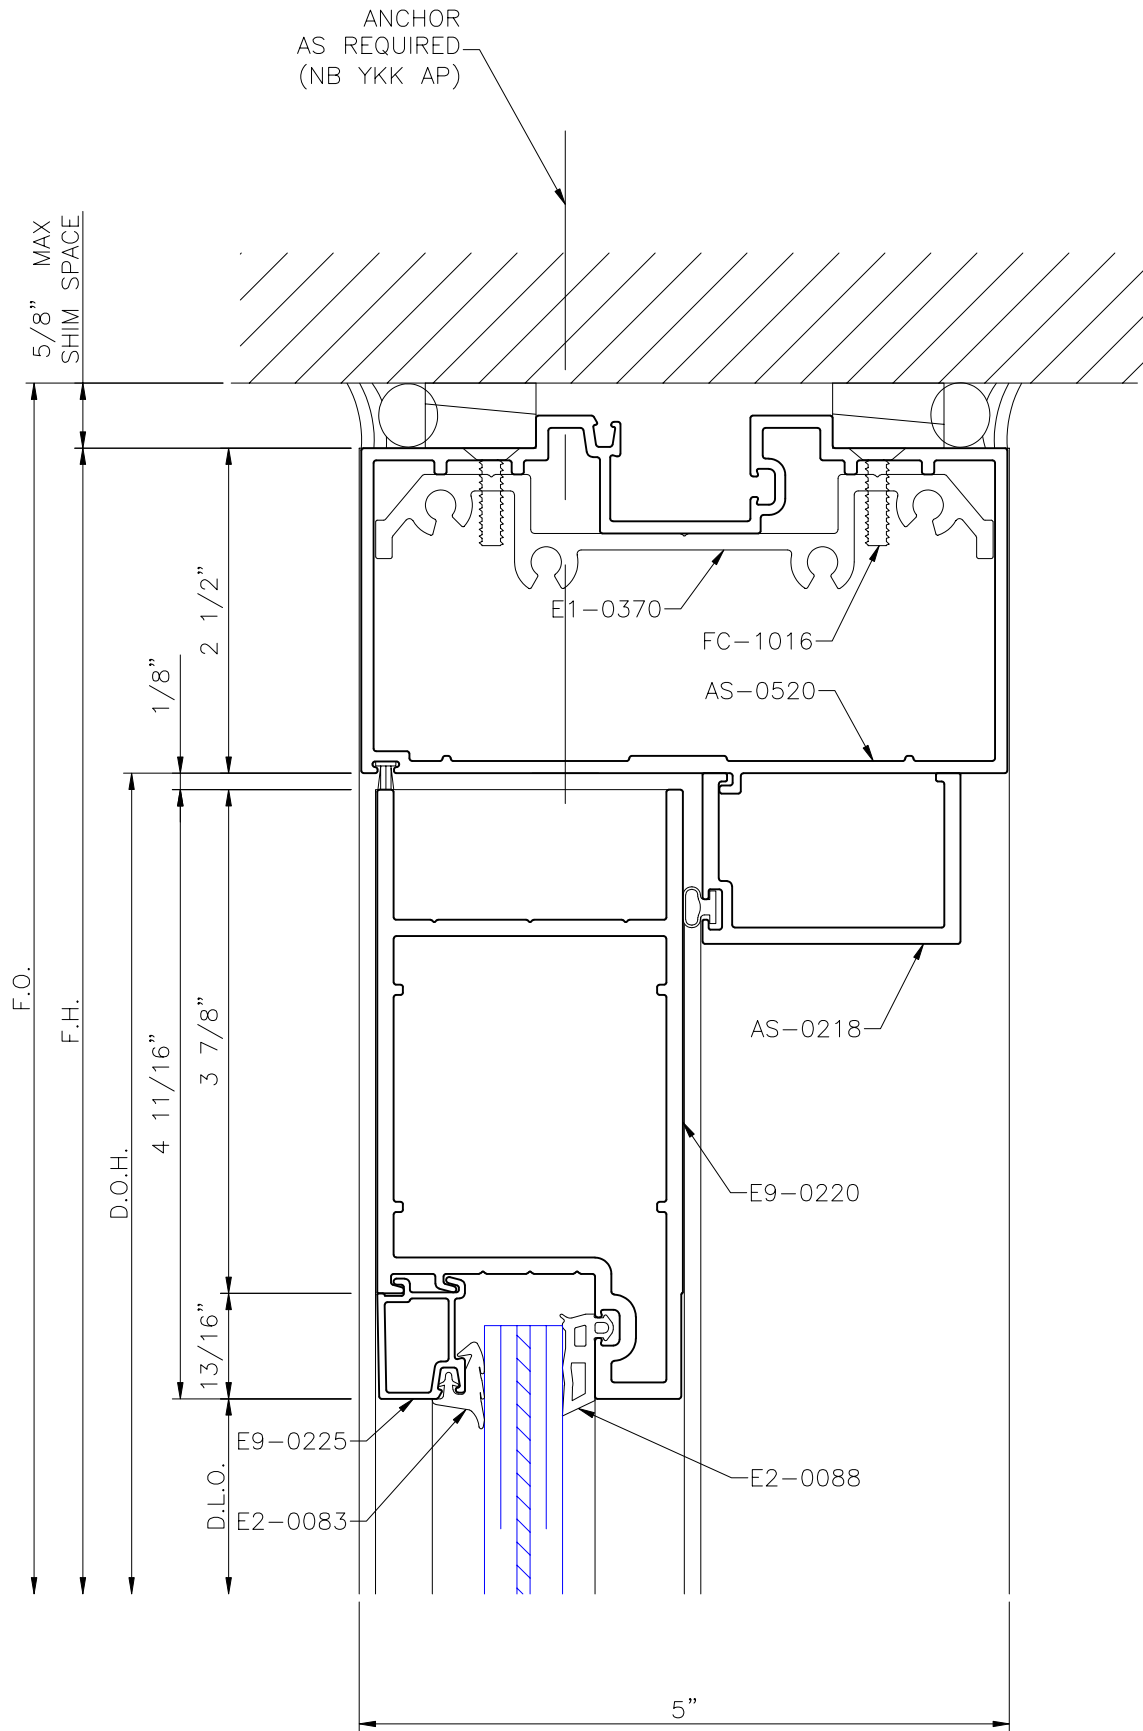 ANCHOR
AS REQUIRED
(NB YKK AP)
5/8” MAX
SHIM SPACE
2 1/2”
1/8”
E1-0370
FC-1016
AS-0520
F.O.
F.H.
D.O.H.
4 11/16”
3 7/8”
AS-0218
E9-0220
13/16”
E9-0225
D.L.O.
E2-0083
E2-0088
5”